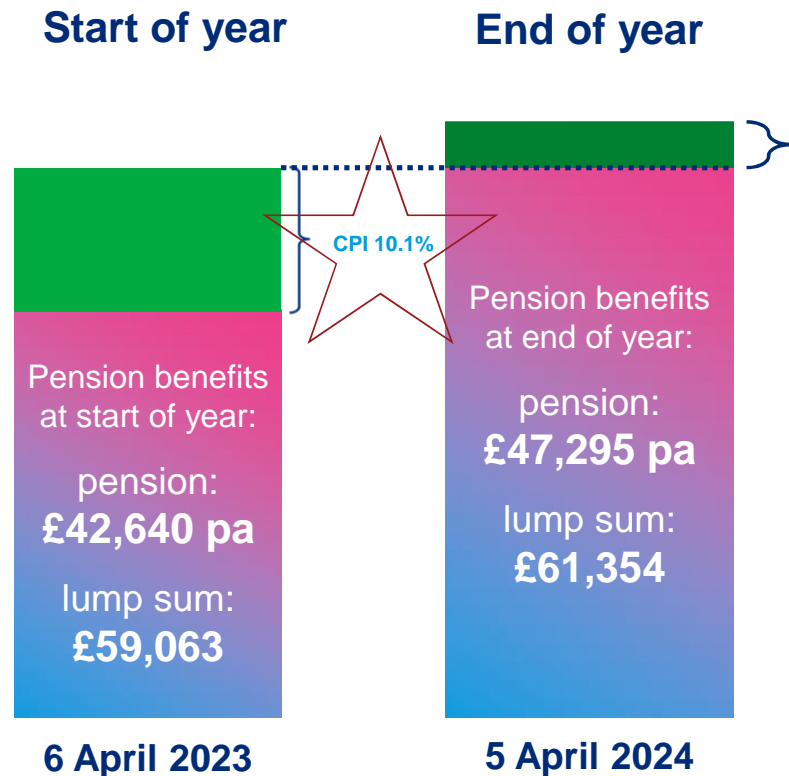 Start of year
End of year
CPI 10.1%
Pension benefits
at start of year:
pension:
£42,640 pa
lump sum:
£59,063
Pension benefits
at end of year:
pension:
£47,295 pa
lump sum:
£61,354
6 April 2023
5 April 2024